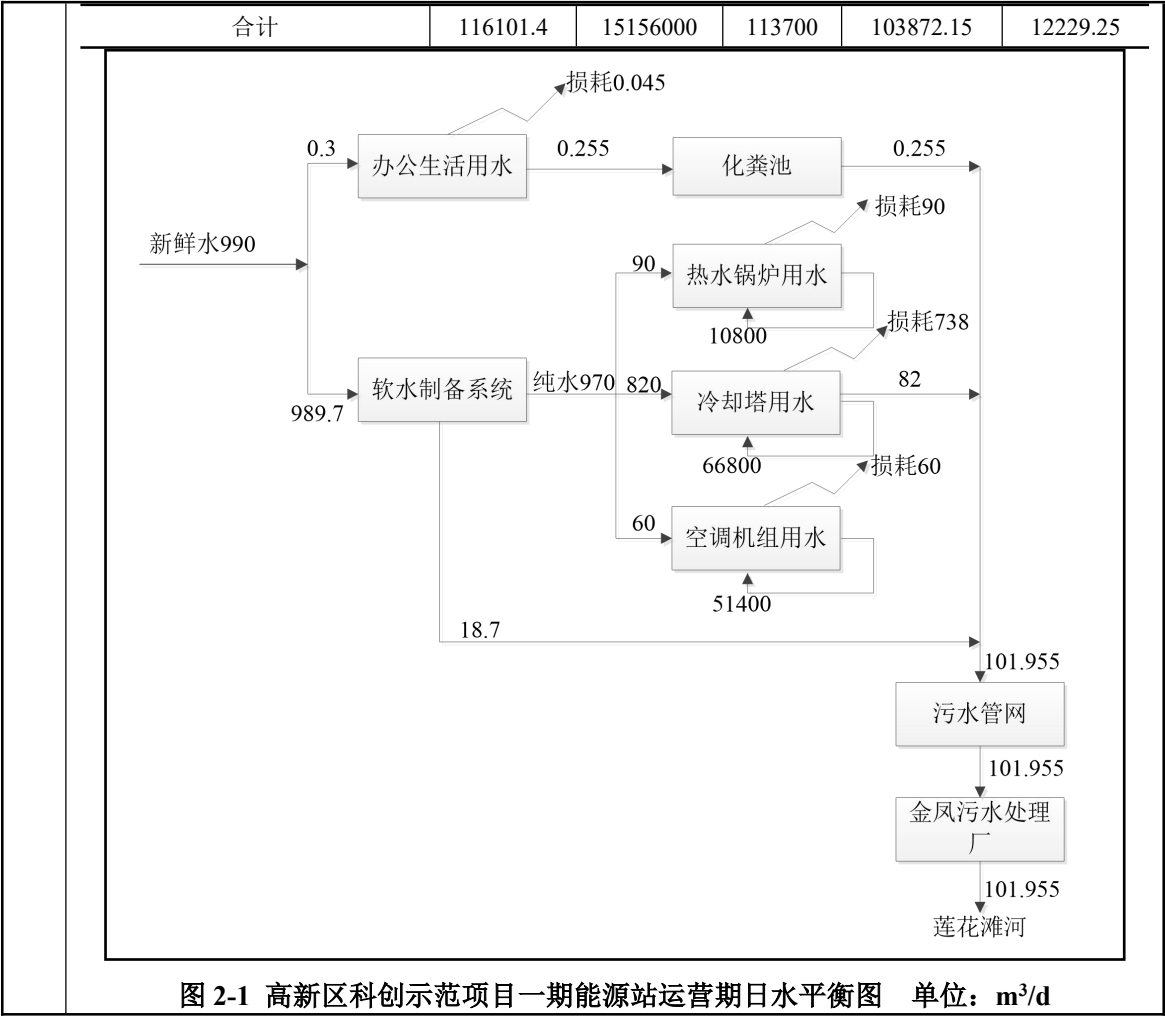 合计 116101.4 15156000 113700 103872.15 12229.25
损耗0.045
0.3 办公生活用水 0.255 化粪池 0.255
损耗90
新鲜水990
90 热水锅炉用水
10800
损耗738
989.7 软水制备系统 纯水970 820 冷却塔用水 82
66800
损耗60
60 空调机组用水
51400
18.7
101.955
污水管网
101.955
金凤污水处理
厂
101.955
莲花滩河
图 2-1 高新区科创示范项目一期能源站运营期日水平衡图 单位：m³/d